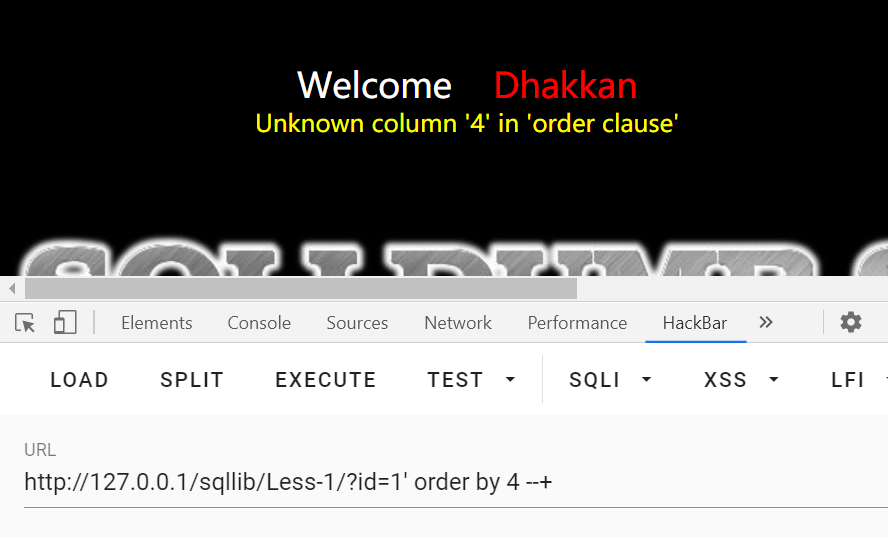 Welcome Dhakkan
Unknown column '4' in 'order clause'
Elements Console Sources Network Performance HackBar
LOAD SPLIT EXECUTE TEST SQLI XSS LFI
URL
http://127.0.0.1/sqllib/Less-1/?id=1' order by 4 --+